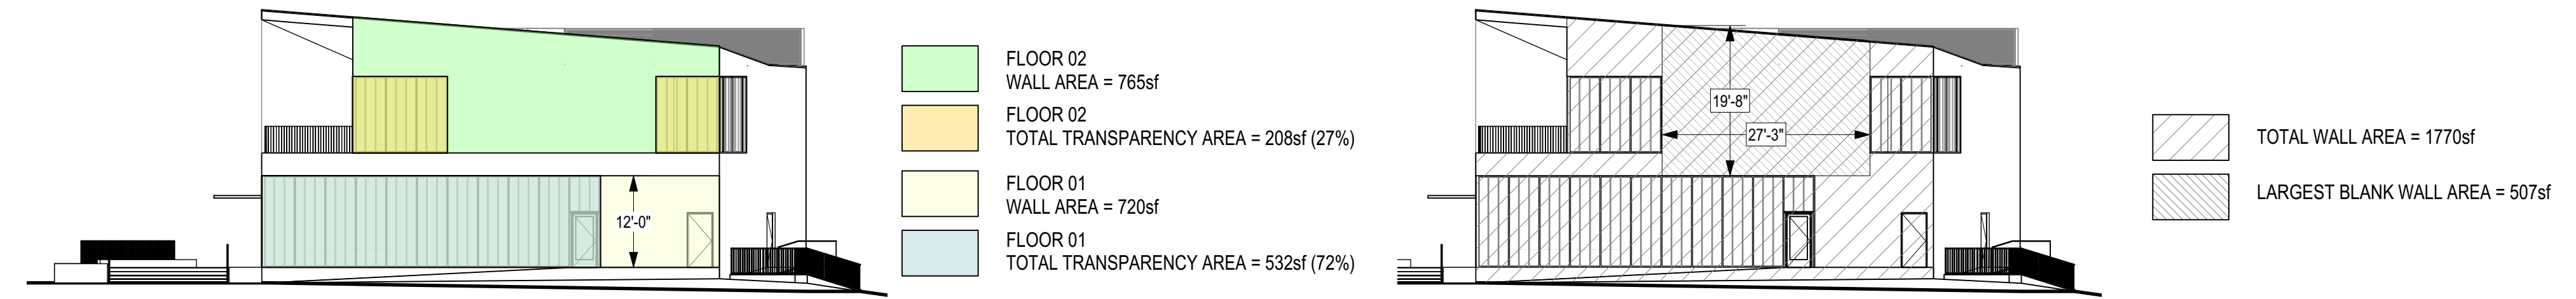 12'-0"
FLOOR 02
WALL AREA = 765sf
FLOOR 02
TOTAL TRANSPARENCY AREA = 208sf (27%)
FLOOR 01
WALL AREA = 720sf
FLOOR 01
TOTAL TRANSPARENCY AREA = 532sf (72%)
19'-8"
27'-3"
TOTAL WALL AREA = 1770sf
LARGEST BLANK WALL AREA = 507sf